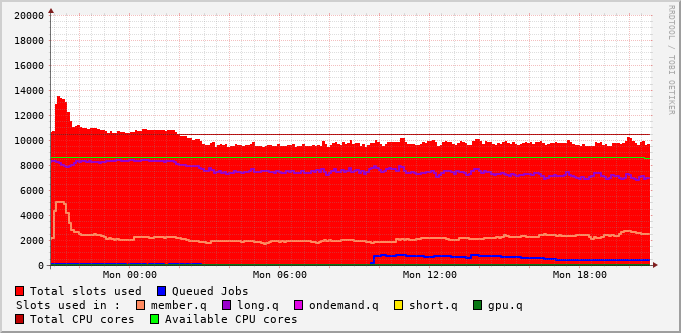 20000
18000
16000
14000
12000
10000
8000
6000
4000
2000
0
Mon 00:00 Mon 06:00 Mon 12:00 Mon 18:00
RRDTOOL / TOBI OETIKER
Total slots used Queued Jobs
Slots used in : member.q long.q ondemand.q short.q gpu.q
Total CPU cores Available CPU cores